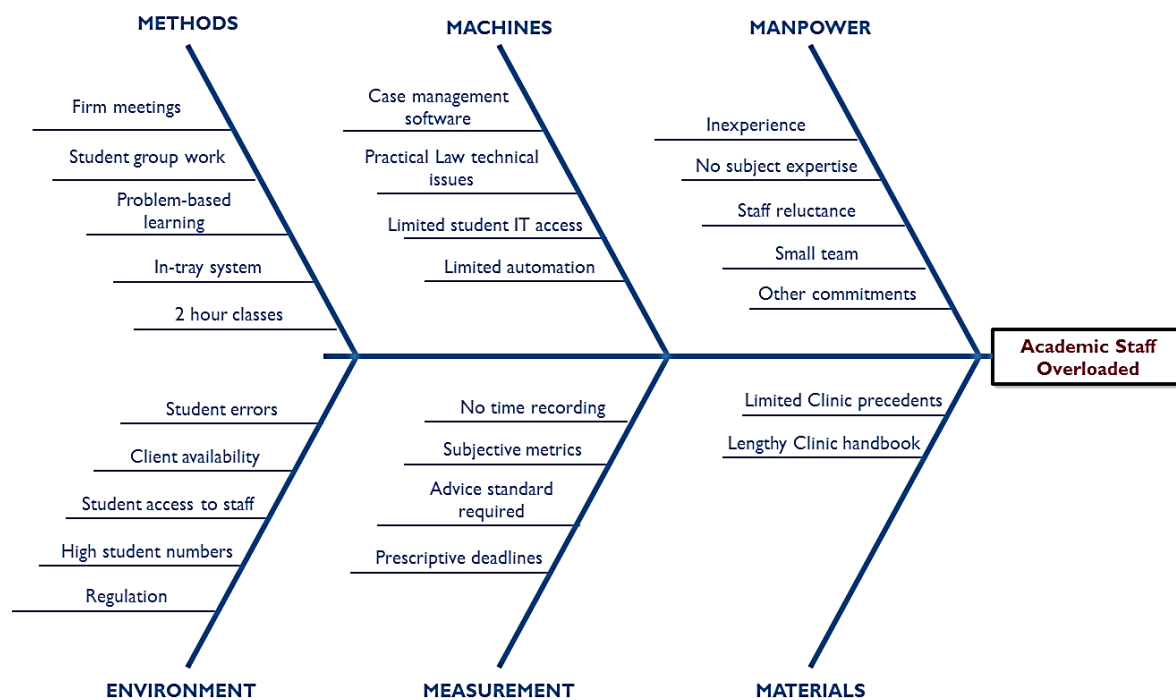 METHODS
MACHINES
MANPOWER
Firm meetings
Student group work
Problem-based
learning
In-tray system
2 hour classes
Case management
software
Practical Law technical
issues
Limited student IT access
Limited automation
Inexperience
No subject expertise
Staff reluctance
Small team
Other commitments
Academic Staff
Overloaded
Student errors
Client availability
Student access to staff
High student numbers
Regulation
No time recording
Subjective metrics
Advice standard
required
Prescriptive deadlines
Limited Clinic precedents
Lengthy Clinic handbook
ENVIRONMENT
MEASUREMENT
MATERIALS